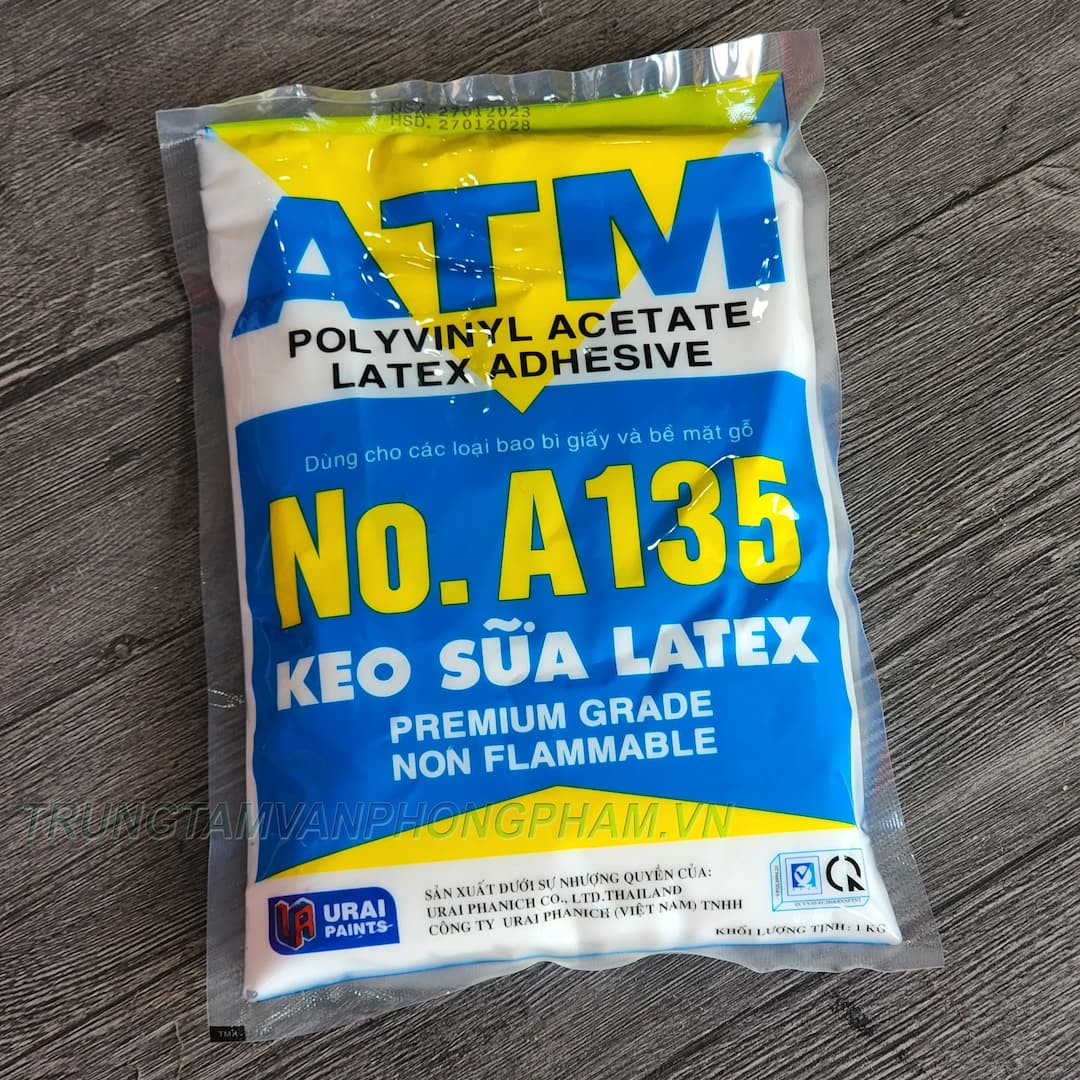 NSX. 27012023
HSD. 27012028
ATM
POLYVINYL ACETATE
LATEX ADHESIVE
Dùng cho các loại bao bì giấy và bề mặt gỗ
No. A135
KEO SỮA LATEX
PREMIUM GRADE
NON FLAMMABLE
TRUNGTAMVANPHONGPHAM.VN
URAI
PAINTS
SẢN XUẤT DƯỚI SỰ NHƯỢNG QUYỀN CỦA:
URAI PHANICH CO., LTD.THAILAND
CÔNG TY URAI PHANICH (VIỆT NAM) TNHH
KHỐI LƯỢNG TỊNH: 1 KG